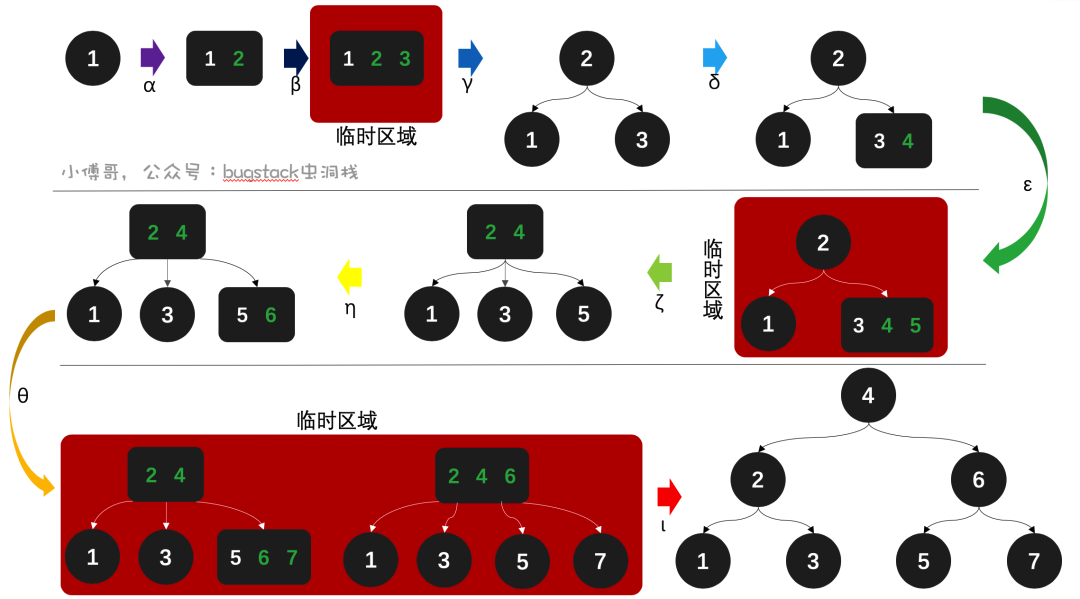 1 1 2 1 2 3 2 2
α β γ δ
1 3 1 3 4
临时区域
小傅哥，公众号：bugstack虫洞栈
ε
2 4 2 4 2
临时区域
1 3 5 6 1 3 5 1 3 4 5
η ζ
θ
4
临时区域
2 4 2 4 6 2 6
ι
1 3 5 6 7 1 3 5 7 1 3 5 7